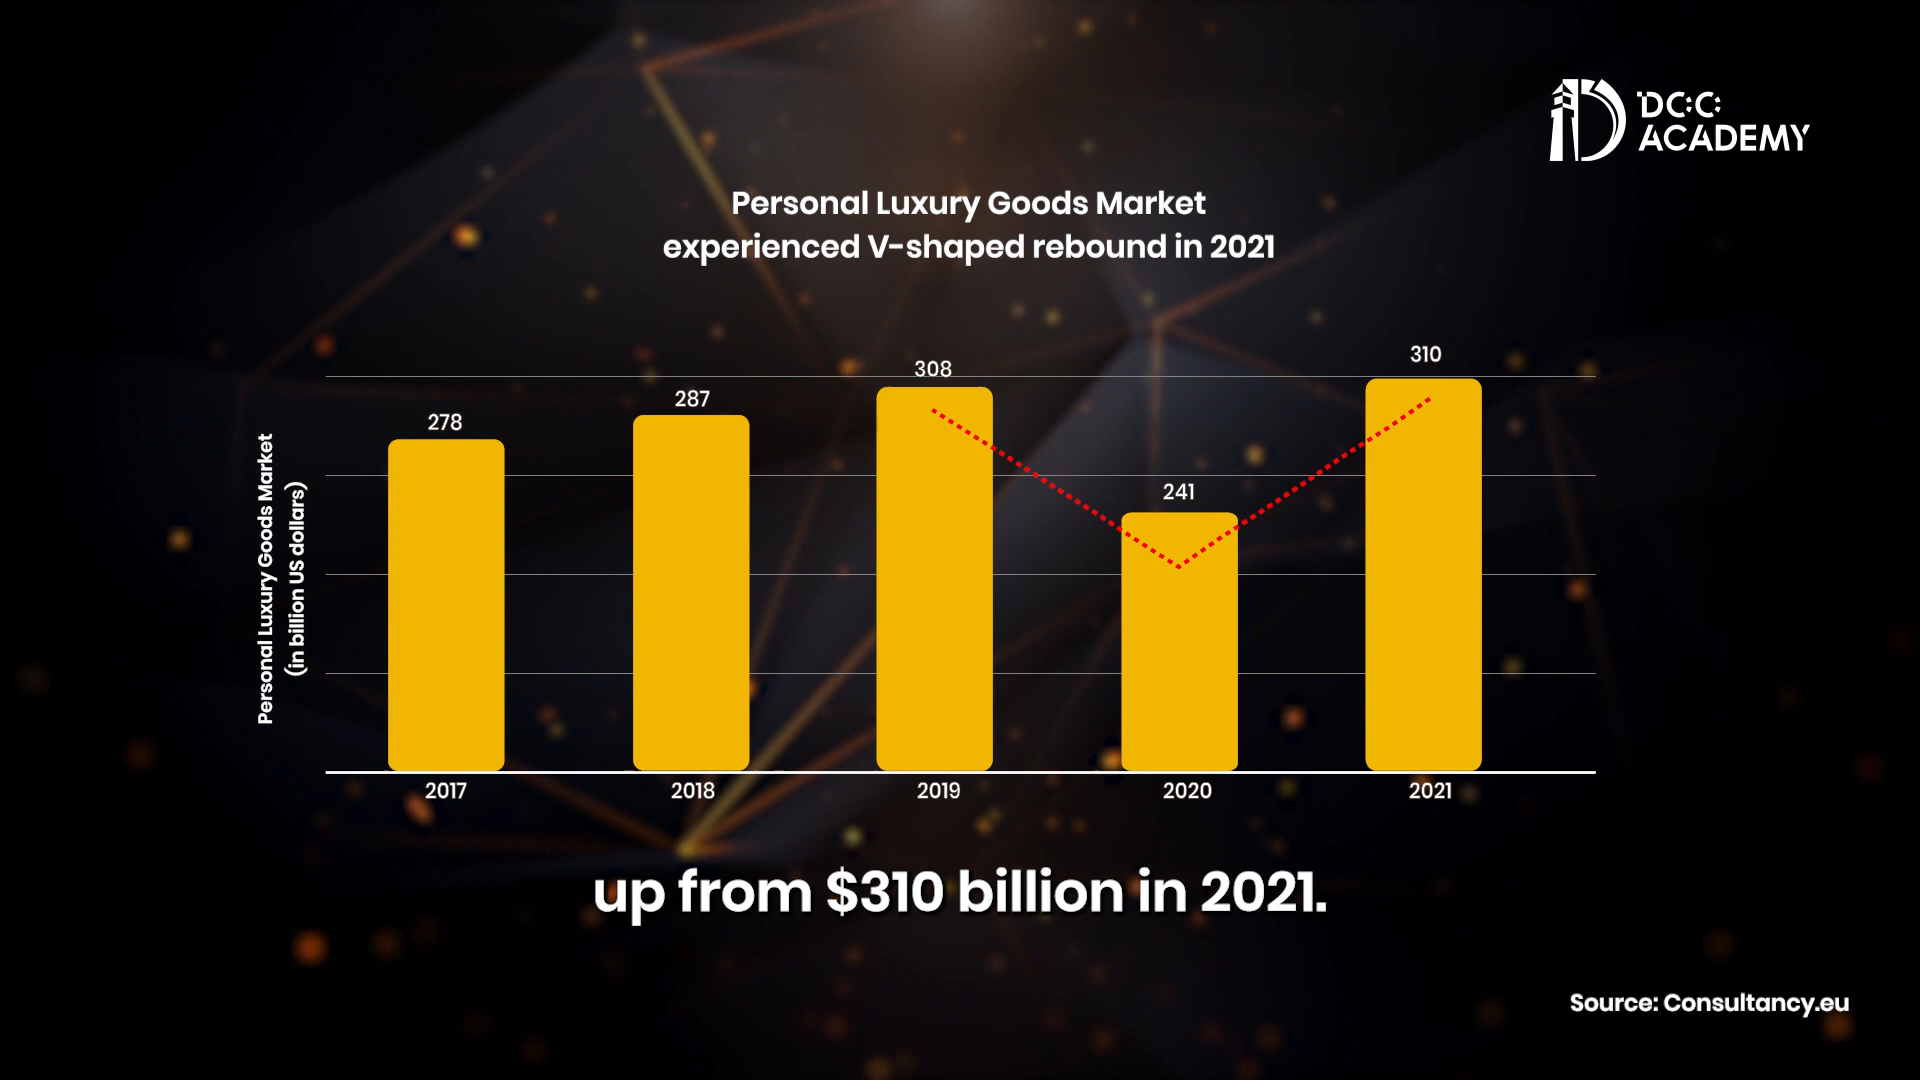 DCC
ACADEMY
Personal Luxury Goods Market
experienced V-shaped rebound in 2021
Personal Luxury Goods Market
(in billion US dollars)
278
287
308
241
310
2017
2018
2019
2020
2021
up from $310 billion in 2021.
Source: Consultancy.eu